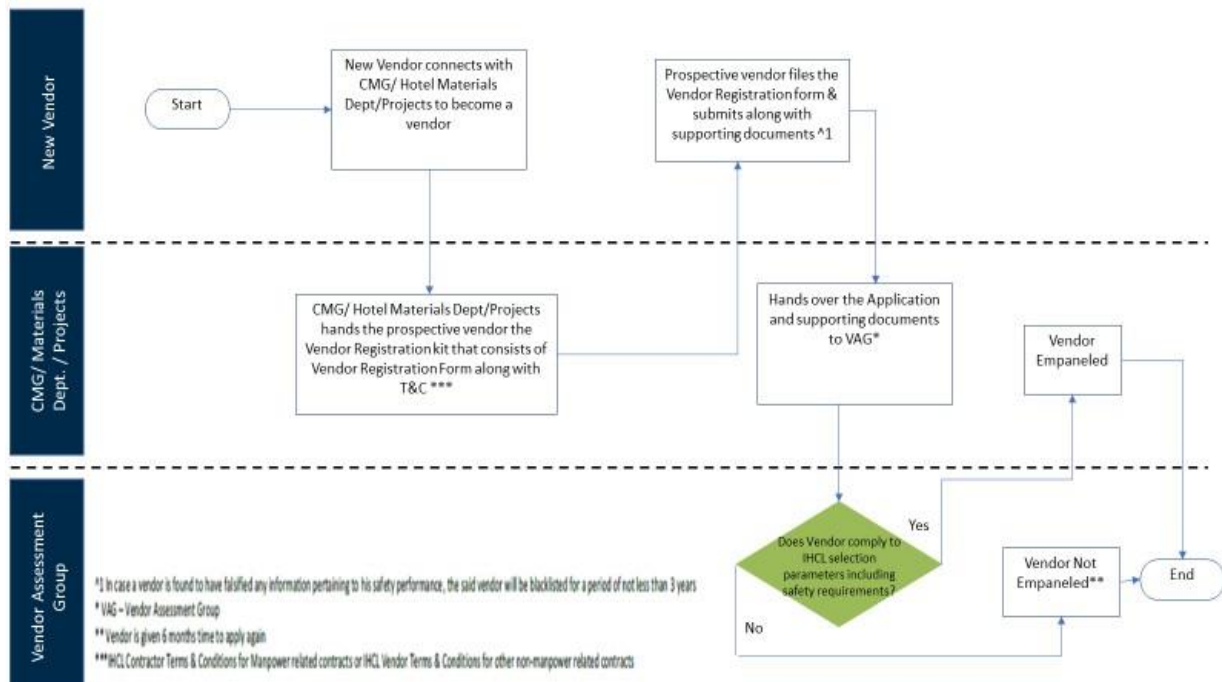 New Vendor
Start
New Vendor connects with
CMG/ Hotel Materials
Dept/Projects to become a
vendor
Prospective vendor files the
Vendor Registration form &
submits along with
supporting documents ^1
CMG/ Materials
Dept. / Projects
CMG/ Hotel Materials Dept/Projects
hands the prospective vendor the
Vendor Registration kit that consists of
Vendor Registration Form along with
T&C ***
Hands over the Application
and supporting documents
to VAG*
Vendor
Empaneled
Vendor Assessment
Group
Does Vendor comply to
IHCL selection
parameters including
safety requirements?
Yes
No
Vendor Not
Empaneled**
End
^1 In case a vendor is found to have falsified any information pertaining to his safety performance, the said vendor will be blacklisted for a period of not less than 3 years
* VAG – Vendor Assessment Group
** Vendor is given 6 months time to apply again
***IHCL Contractor Terms & Conditions for Manpower related contracts or IHCL Vendor Terms & Conditions for other non-manpower related contracts